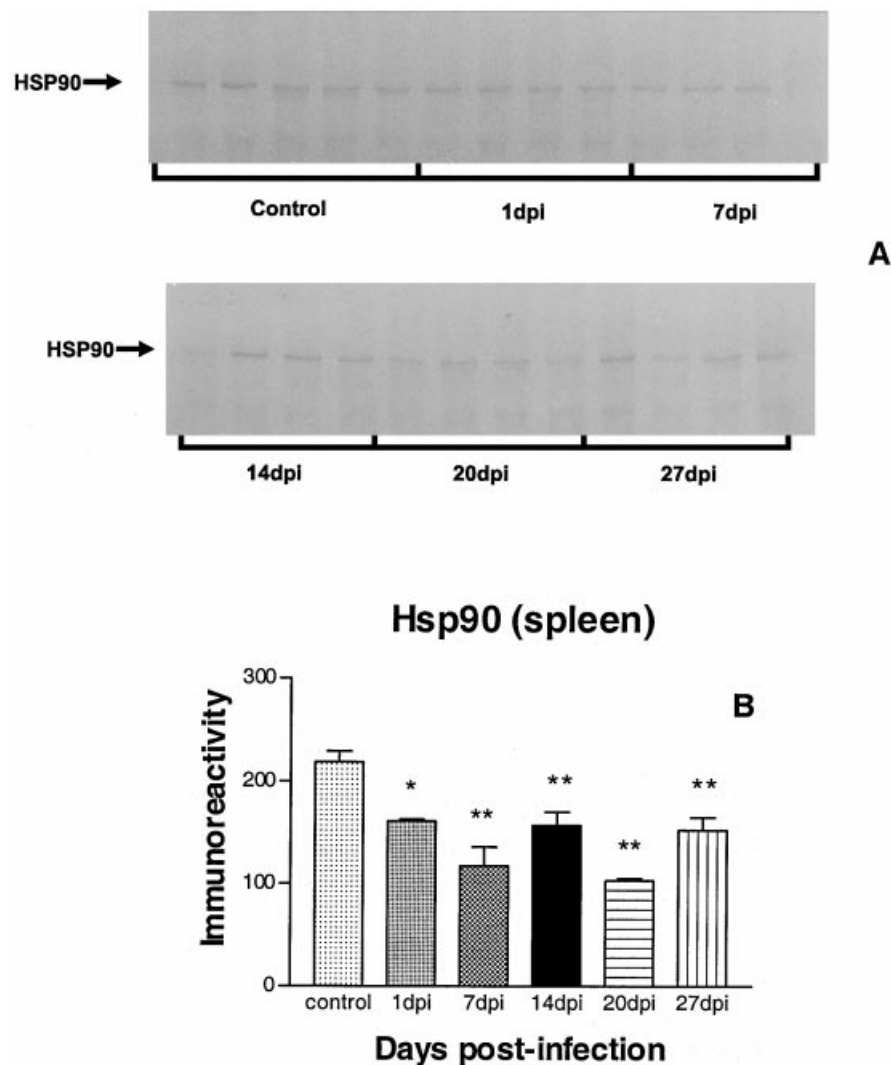 HSP90
Control 1dpi 7dpi
A
HSP90
14dpi 20dpi 27dpi
Hsp90 (spleen)
B
Immunoreactivity
300
200
100
0
* ** ** ** **
control 1dpi 7dpi 14dpi 20dpi 27dpi
Days post-infection